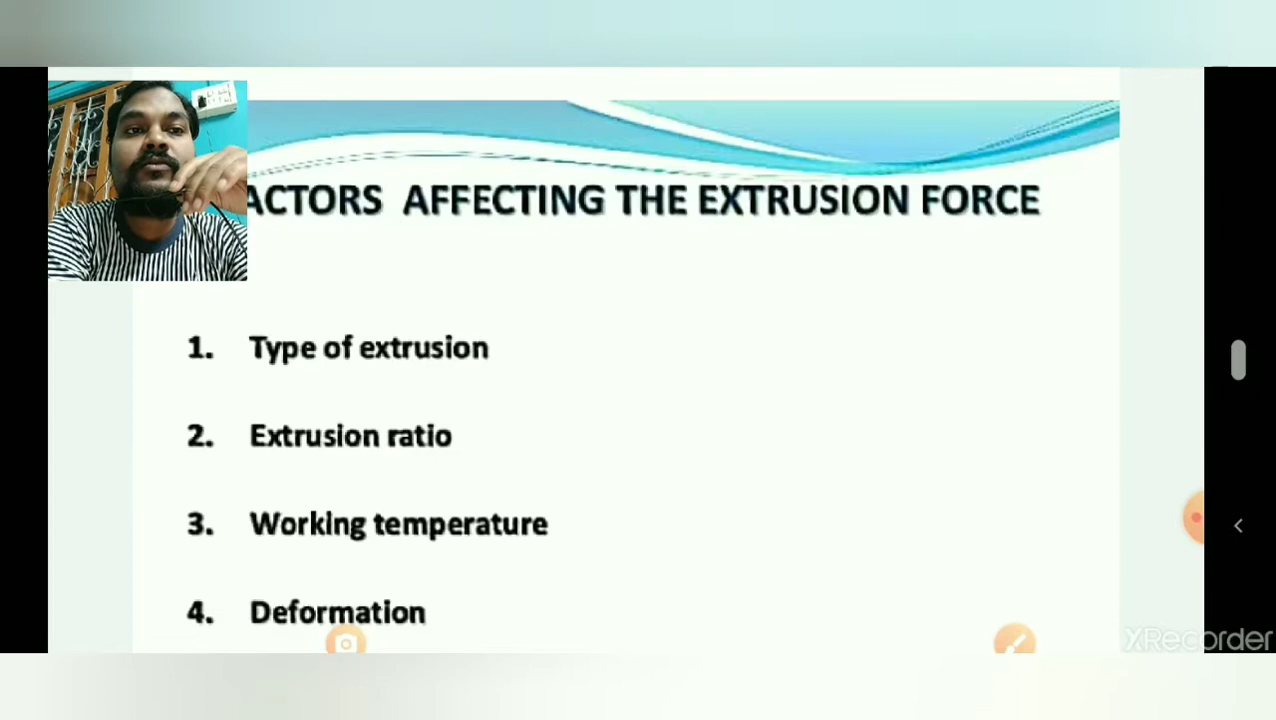 ACTORS AFFECTING THE EXTRUSION FORCE
1. Type of extrusion
2. Extrusion ratio
3. Working temperature
4. Deformation
XRecorder